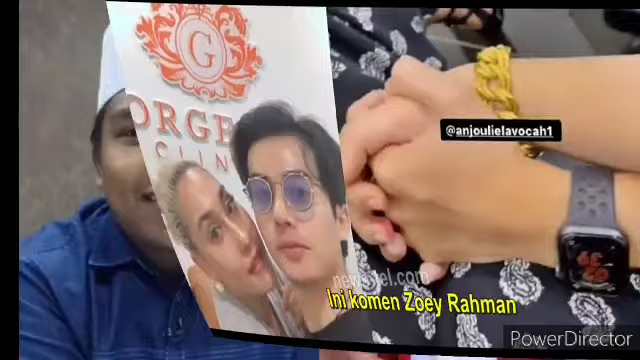 G
ORGE
CLIN
@anjoulielavocah1
Ini komen Zoey Rahman
PowerDirector